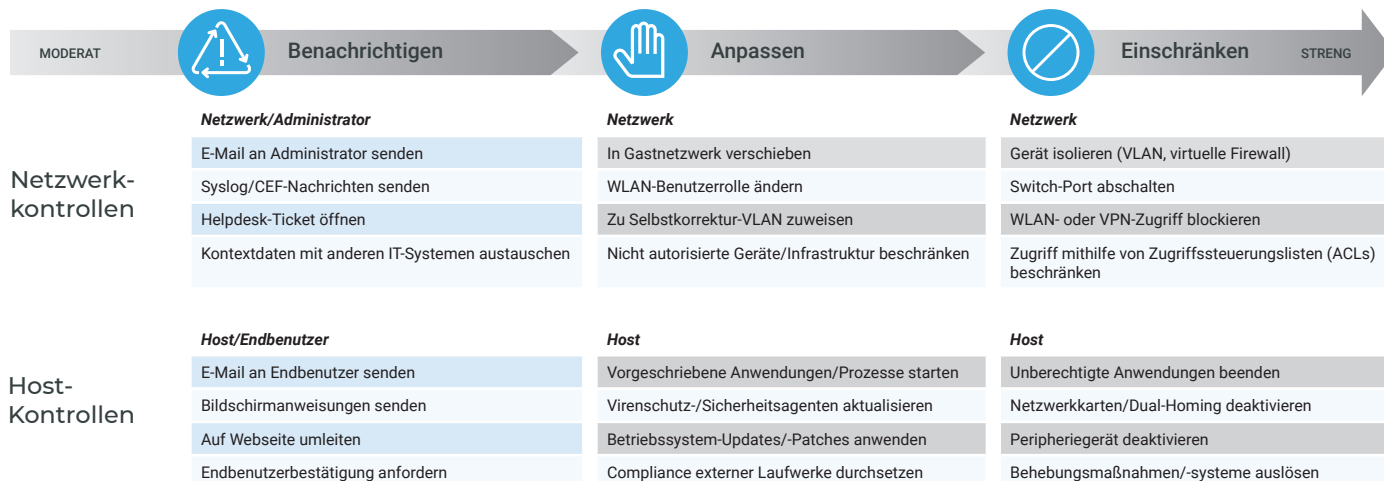 MODERAT
Benachrichtigen
Anpassen
Einschränken
STRENG
Netzwerk-
kontrollen
Netzwerk/Administrator
E-Mail an Administrator senden
Syslog/CEF-Nachrichten senden
Helpdesk-Ticket öffnen
Kontextdaten mit anderen IT-Systemen austauschen
Netzwerk
In Gastnetzwerk verschieben
WLAN-Benutzerrolle ändern
Zu Selbstkorrektur-VLAN zuweisen
Nicht autorisierte Geräte/Infrastruktur beschränken
Netzwerk
Gerät isolieren (VLAN, virtuelle Firewall)
Switch-Port abschalten
WLAN- oder VPN-Zugriff blockieren
Zugriff mithilfe von Zugriffssteuerungslisten (ACLs)
beschränken
Host-
Kontrollen
Host/Endbenutzer
E-Mail an Endbenutzer senden
Bildschirmanweisungen senden
Auf Webseite umleiten
Endbenutzerbestätigung anfordern
Host
Vorgeschriebene Anwendungen/Prozesse starten
Virenschutz-/Sicherheitsagenten aktualisieren
Betriebssystem-Updates/-Patches anwenden
Compliance externer Laufwerke durchsetzen
Host
Unberechtigte Anwendungen beenden
Netzwerkkarten/Dual-Homing deaktivieren
Peripheriegerät deaktivieren
Behebungsmaßnahmen/-systeme auslösen